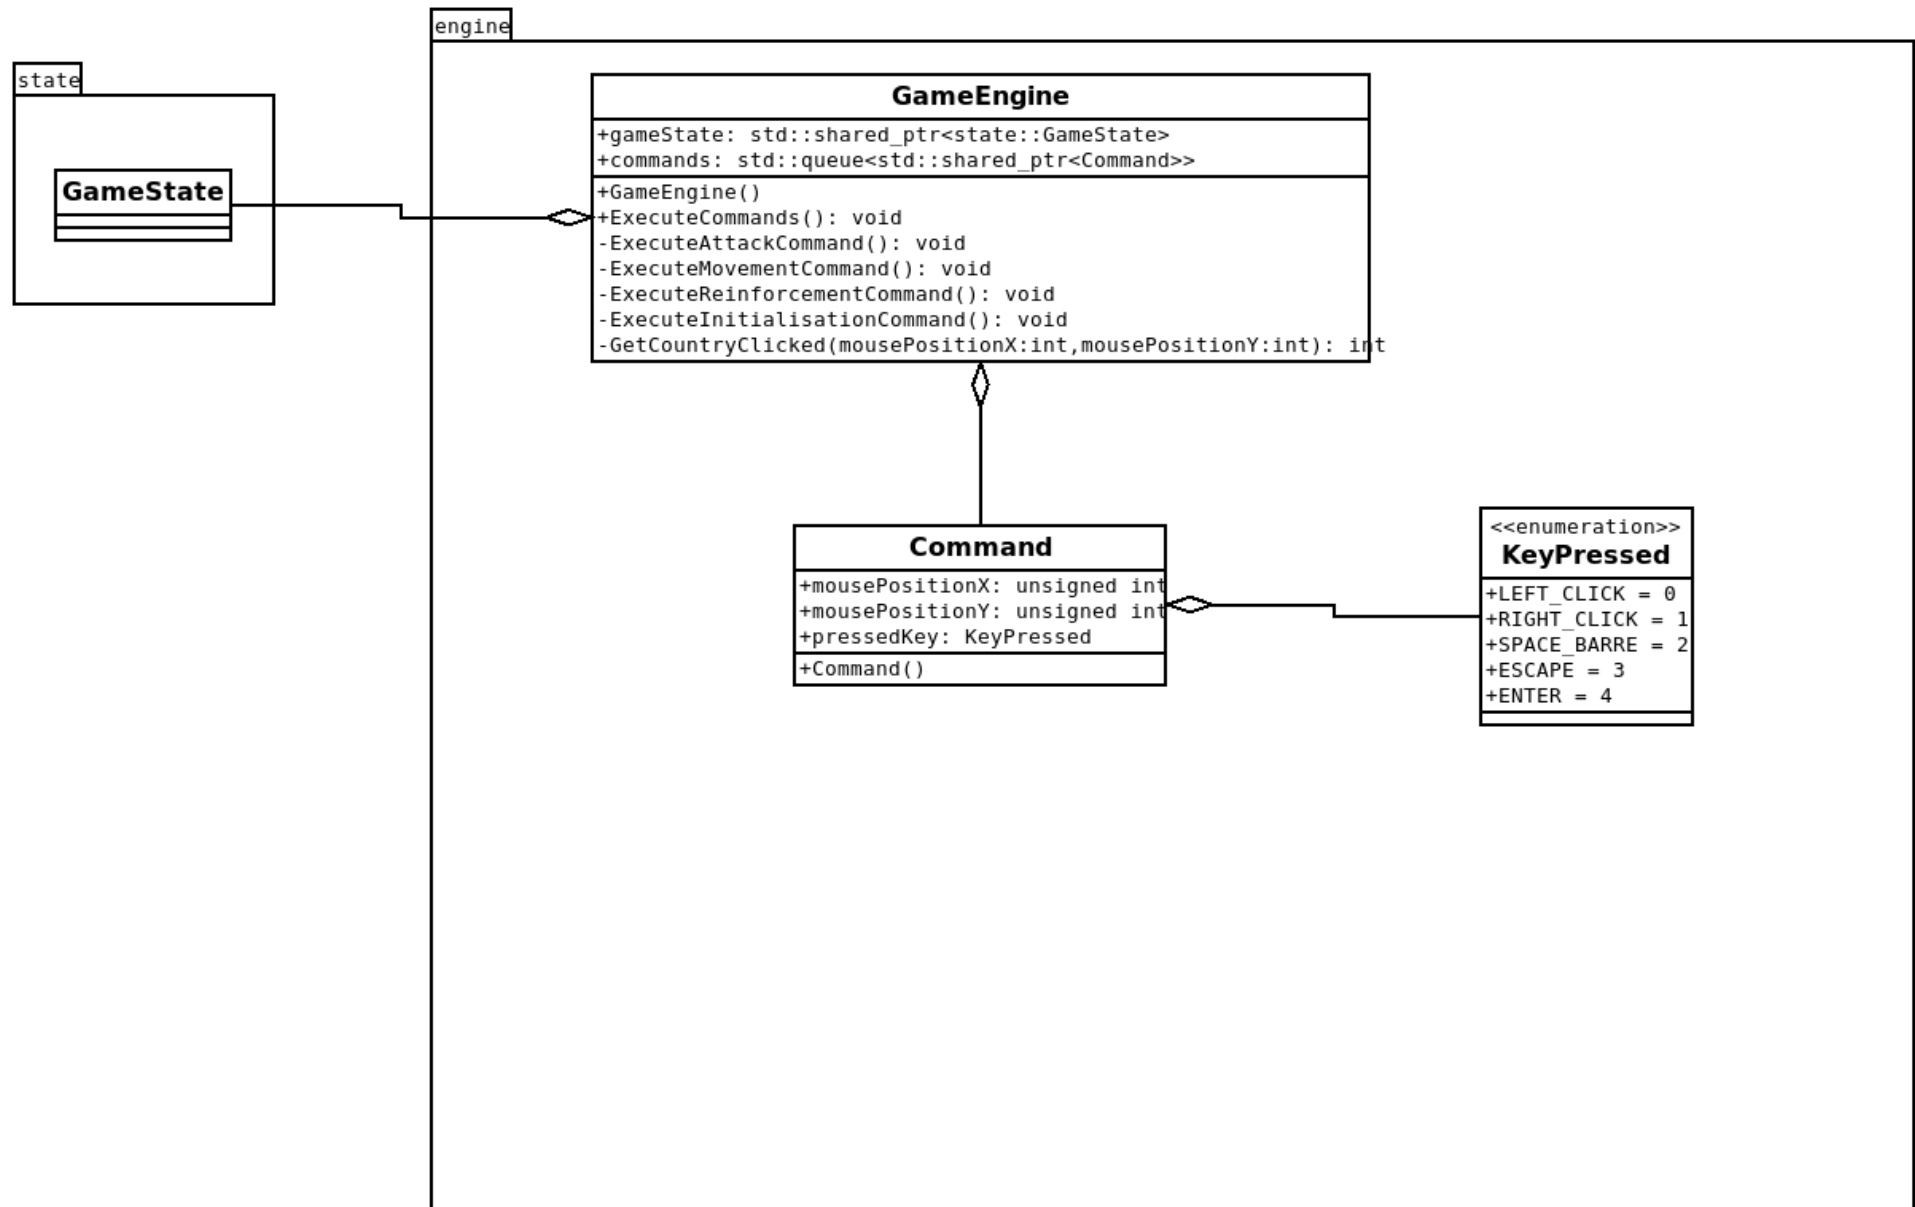 engine
state
GameState
GameEngine
+gameState: std::shared_ptr<state::GameState>
+commands: std::queue<std::shared_ptr<Command>>
+GameEngine()
+ExecuteCommands(): void
-ExecuteAttackCommand(): void
-ExecuteMovementCommand(): void
-ExecuteReinforcementCommand(): void
-ExecuteInitialisationCommand(): void
-GetCountryClicked(mousePositionX:int,mousePositionY:int): int
Command
+mousePositionX: unsigned int
+mousePositionY: unsigned int
+pressedKey: KeyPressed
+Command()
<<enumeration>>
KeyPressed
+LEFT_CLICK = 0
+RIGHT_CLICK = 1
+SPACE_BARRE = 2
+ESCAPE = 3
+ENTER = 4